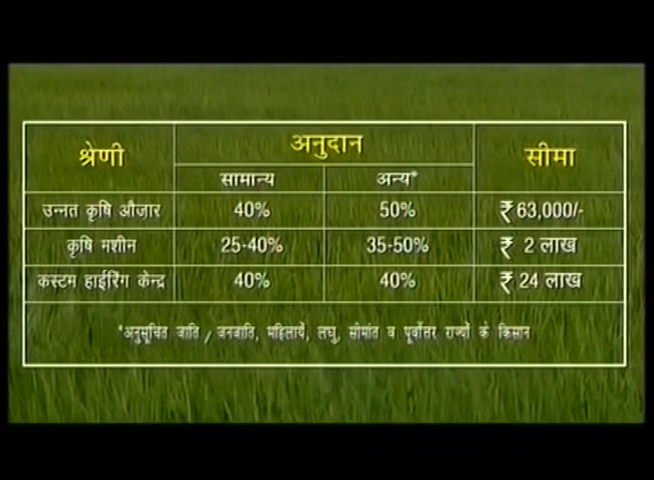 श्रेणी अनुदान सीमा
सामान्य अन्य*
उन्नत कृषि औज़ार 40% 50% ₹ 63,000/-
कृषि मशीन 25-40% 35-50% ₹ 2 लाख
कस्टम हाईरिंग केन्द्र 40% 40% ₹ 24 लाख
*अनुसूचित जाति / जनजाति, महिलायें, लघु, सीमांत व पूर्वोत्तर राज्यों के किसान